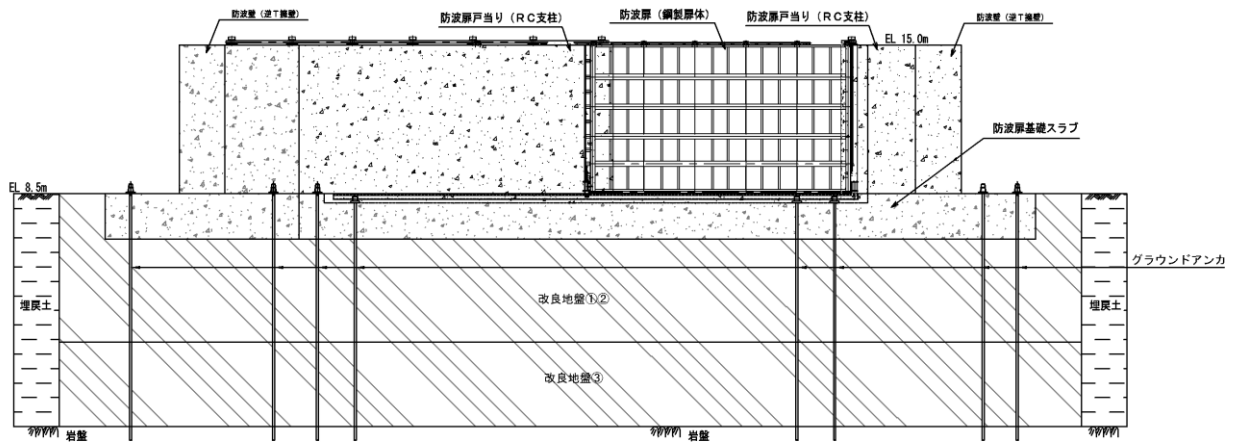 防波壁(逆T擁壁)
防波扉戸当り(RC支柱)
防波扉(鋼製扉体)
防波扉戸当り(RC支柱)
防波壁(逆T擁壁)
EL 15.0m
防波扉基礎スラブ
EL 8.5m
グラウンドアンカ
埋戻土
改良地盤①②
埋戻土
改良地盤③
岩盤
岩盤